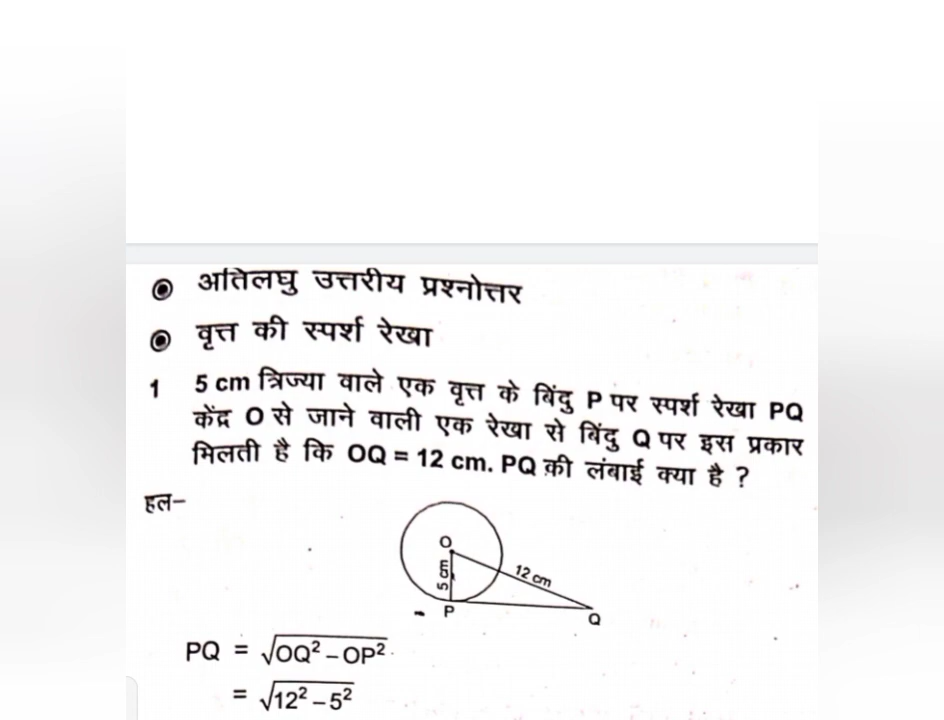 अतिलघु उत्तरीय प्रश्नोत्तर
वृत्त की स्पर्श रेखा
1 5 cm त्रिज्या वाले एक वृत्त के बिंदु P पर स्पर्श रेखा PQ
केंद्र O से जाने वाली एक रेखा से बिंदु Q पर इस प्रकार
मिलती है कि OQ = 12 cm. PQ की लंबाई क्या है ?
हल–
O
5 cm
12 cm
P
Q
PQ = √OQ² – OP²
= √12² – 5²